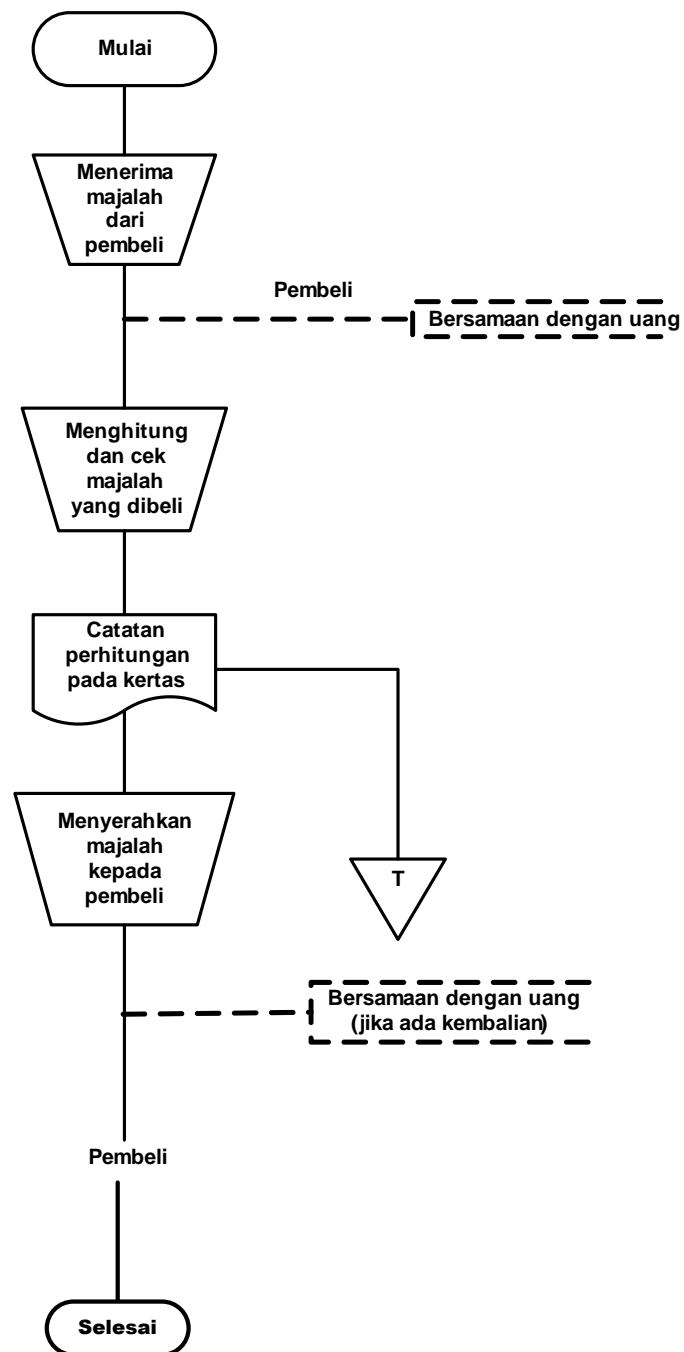 Mulai
Menerima
majalah
dari
pembeli
Pembeli
Bersamaan dengan uang
Menghitung
dan cek
majalah
yang dibeli
Catatan
perhitungan
pada kertas
Menyerahkan
majalah
kepada
pembeli
T
Bersamaan dengan uang
(jika ada kembalian)
Pembeli
Selesai